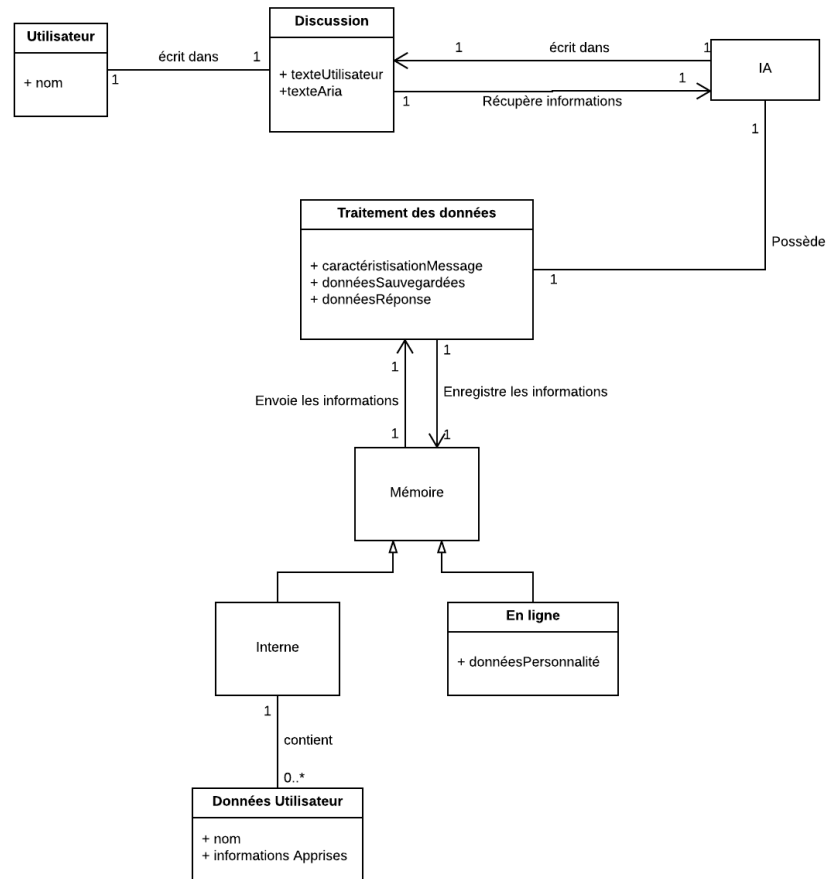 Utilisateur
+ nom
écrit dans
1
1
Discussion
+ texteUtilisateur
+texteAria
1
écrit dans
1
1
Récupère informations
1
IA
1
Possède
1
Traitement des données
+ caractéristisationMessage
+ donnéesSauvegardées
+ donnéesRéponse
1
Envoie les informations
1
1
Enregistre les informations
1
Mémoire
Interne
En ligne
+ donnéesPersonnalité
1
contient
0..*
Données Utilisateur
+ nom
+ informations Apprises